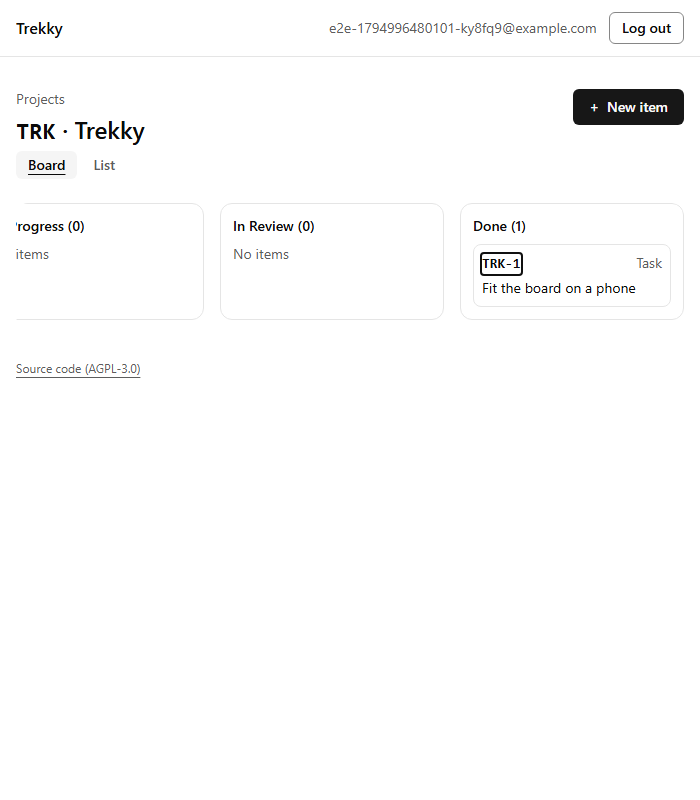 Trekky
e2e-1794996480101-ky8fq9@example.com
Log out
Projects
+ New item
TRK · Trekky
Board
List
Progress (0)
items
In Review (0)
No items
Done (1)
TRK-1
Task
Fit the board on a phone
Source code (AGPL-3.0)